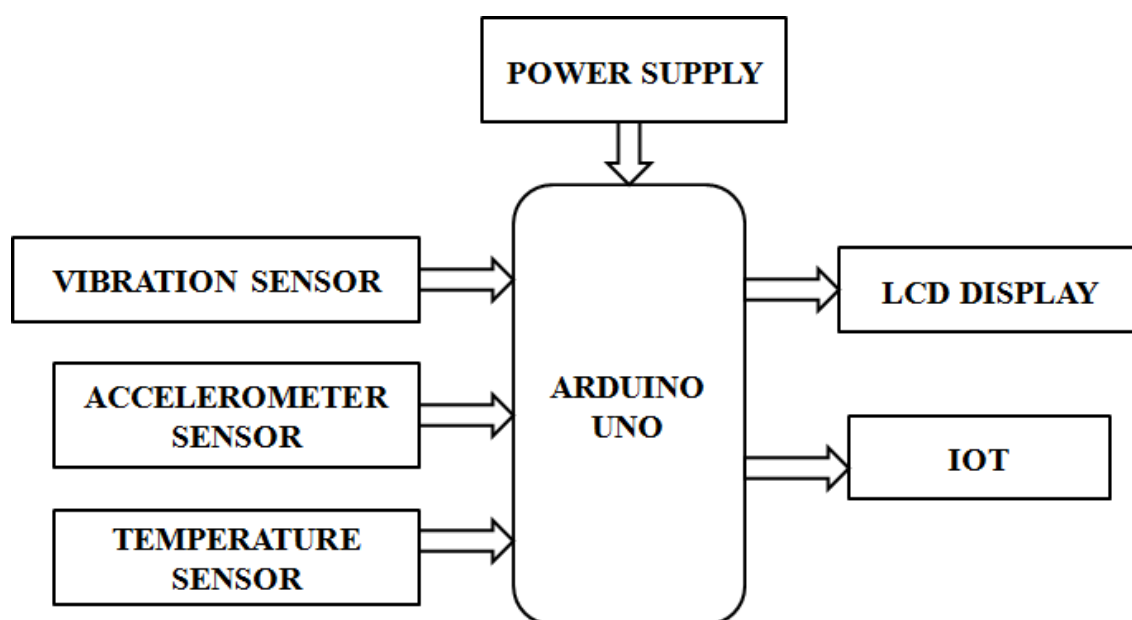 POWER SUPPLY
VIBRATION SENSOR
LCD DISPLAY
ACCELEROMETER
SENSOR
ARDUINO
UNO
IOT
TEMPERATURE
SENSOR